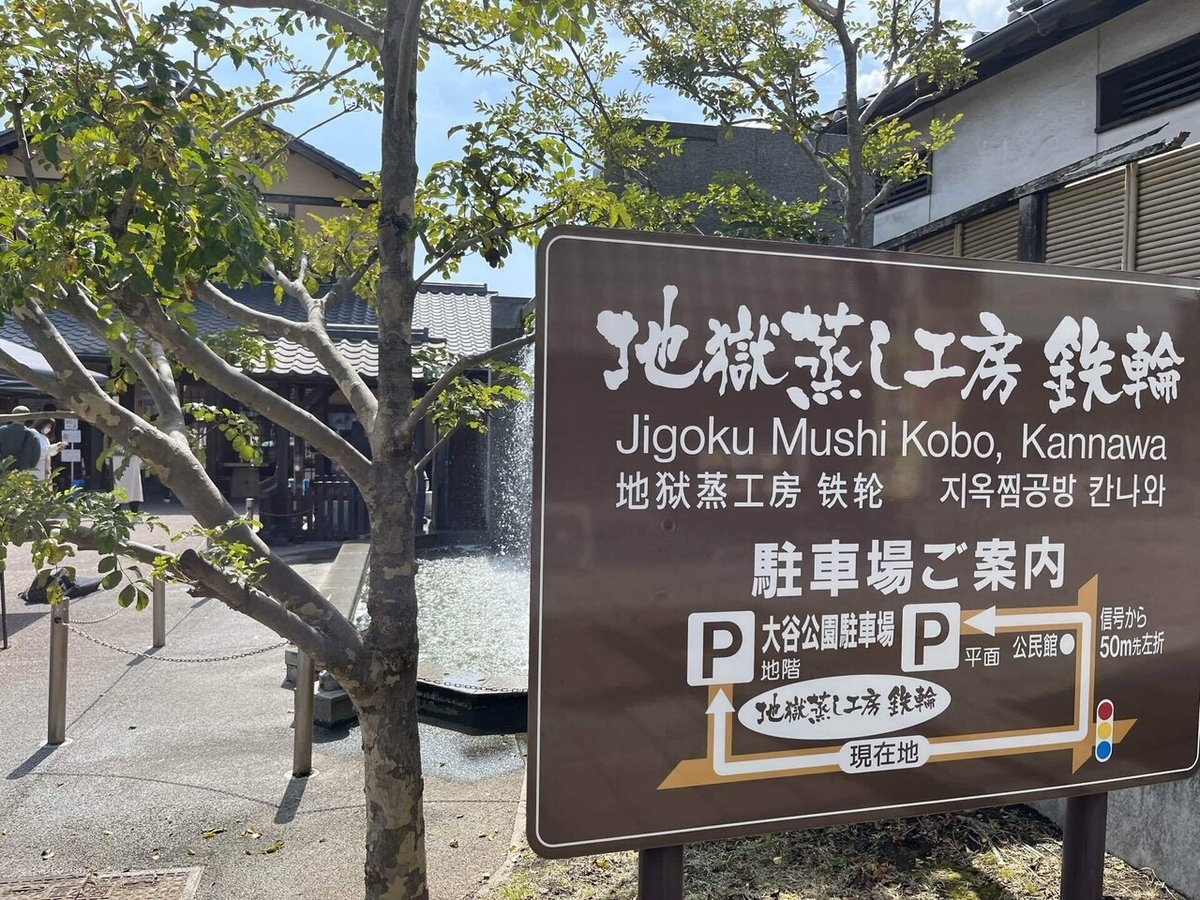 地獄蒸し工房 鉄輪
Jigoku Mushi Kobo, Kannawa
地狱蒸工房 铁轮 지옥찜공방 칸나와
駐車場ご案内
P 大谷公園駐車場
地階
P 平面
公民館
信号から
50m先左折
地獄蒸し工房 鉄輪
現在地